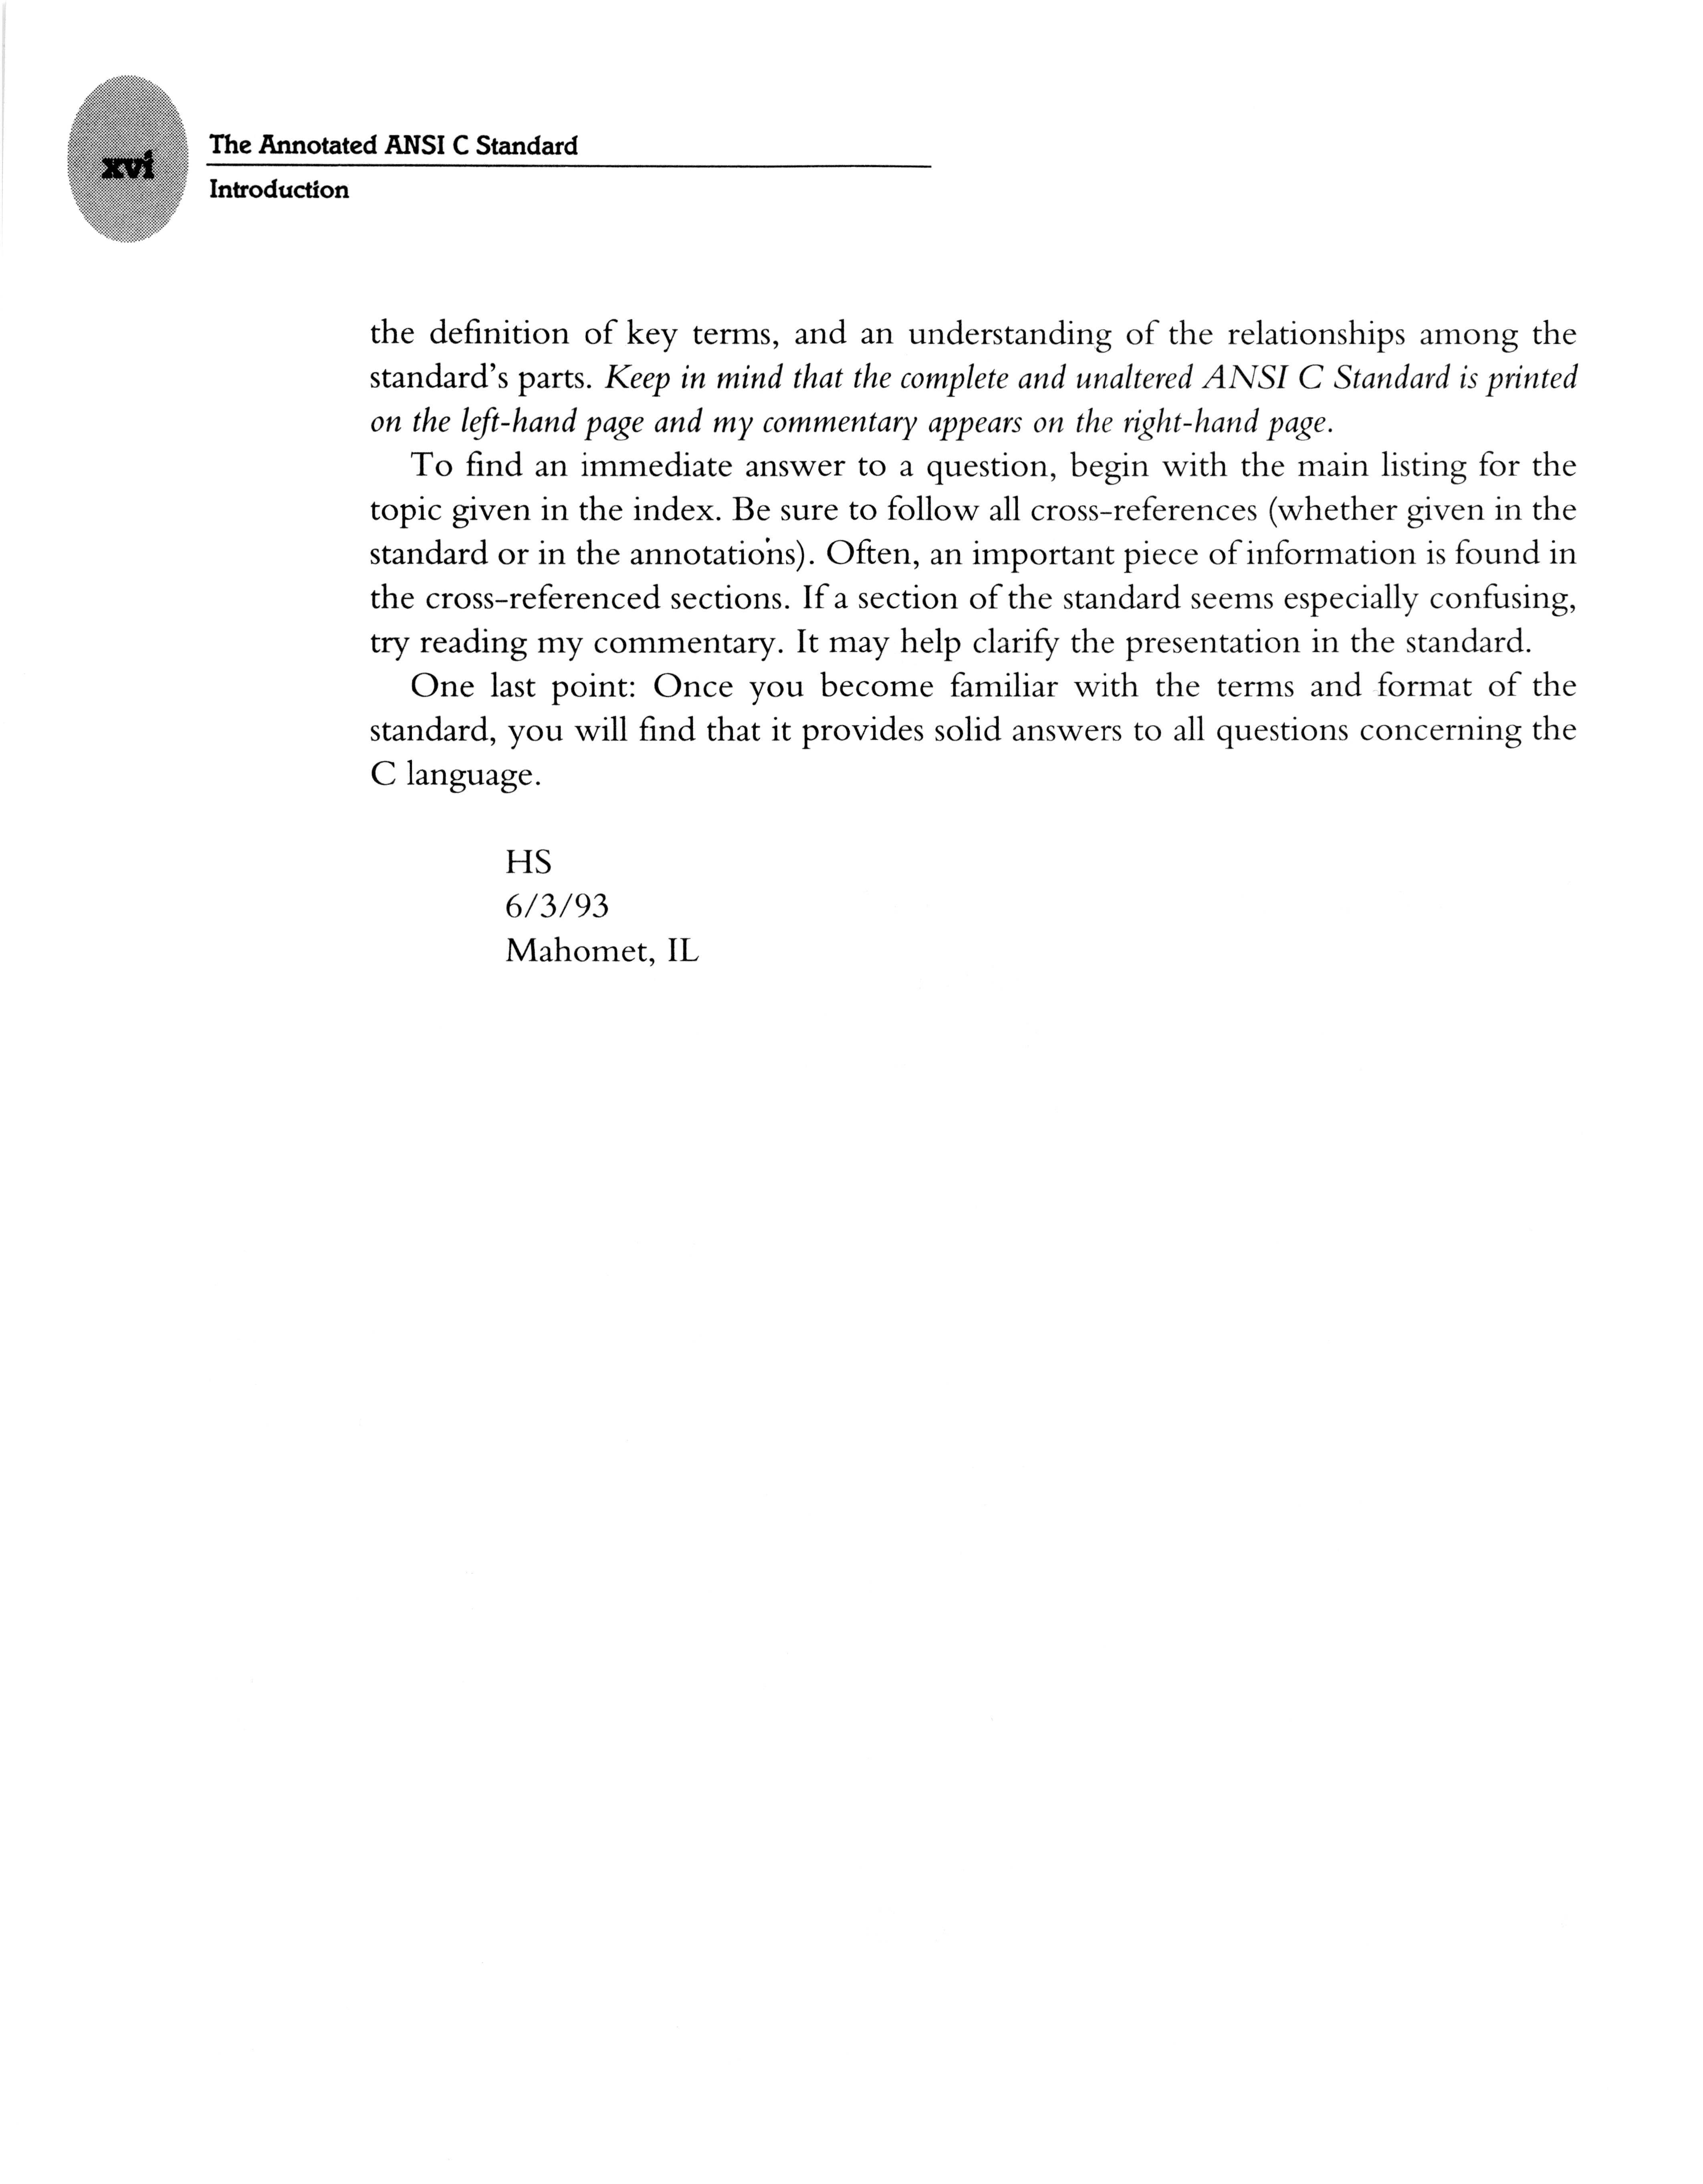 xvi
The Annotated ANSI C Standard
Introduction
the definition of key terms, and an understanding of the relationships among the
standard's parts. Keep in mind that the complete and unaltered ANSI C Standard is printed
on the left-hand page and my commentary appears on the right-hand page.
To find an immediate answer to a question, begin with the main listing for the
topic given in the index. Be sure to follow all cross-references (whether given in the
standard or in the annotations). Often, an important piece of information is found in
the cross-referenced sections. If a section of the standard seems especially confusing,
try reading my commentary. It may help clarify the presentation in the standard.
One last point: Once you become familiar with the terms and format of the
standard, you will find that it provides solid answers to all questions concerning the
C language.
HS
6/3/93
Mahomet, IL